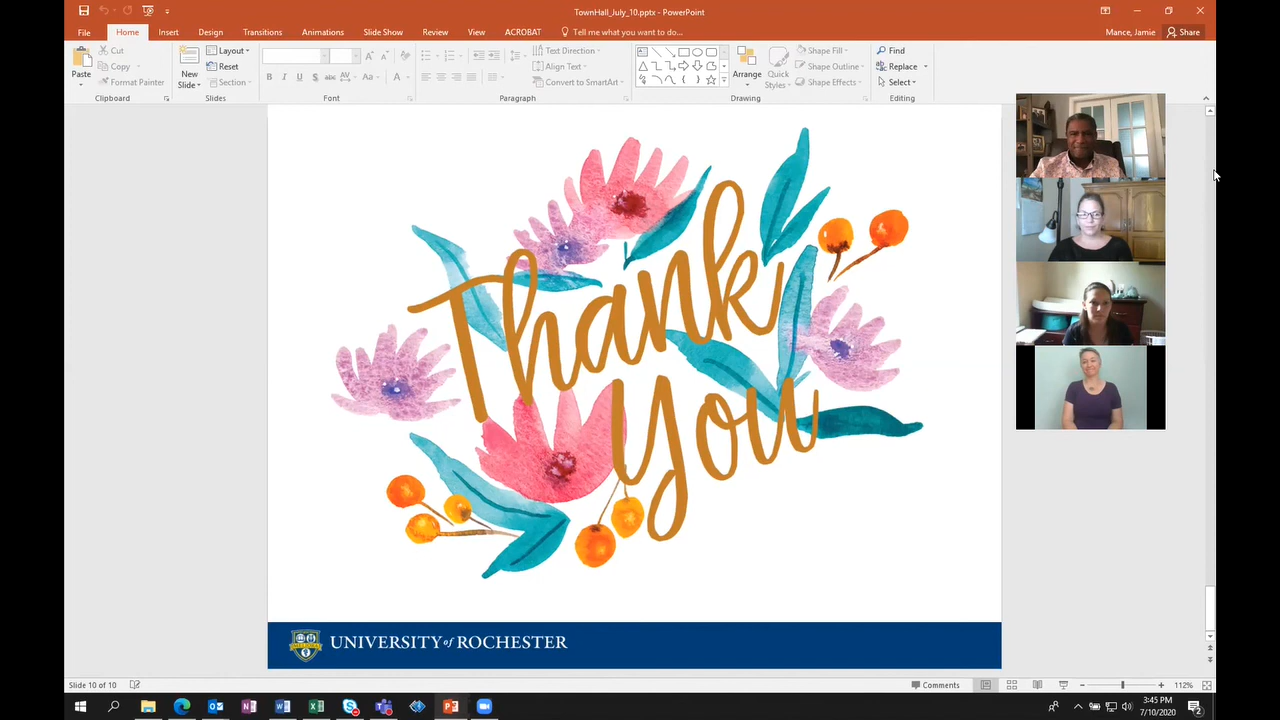 TownHall_July_10.pptx - PowerPoint
File Home Insert Design Transitions Animations Slide Show Review View ACROBAT Tell me what you want to do... Mance, Jamie Share
Paste
Cut
Copy
Format Painter
Clipboard
New
Slide
Layout
Reset
Section
Slides
B I U S abc AV Aa A
Font
Text Direction
Align Text
Convert to SmartArt
Paragraph
Arrange
Quick
Styles
Shape Fill
Shape Outline
Shape Effects
Drawing
Find
Replace
Select
Editing
Thank
You
UNIVERSITY of ROCHESTER
Slide 10 of 10 Comments 112%
3:45 PM
7/10/2020
2